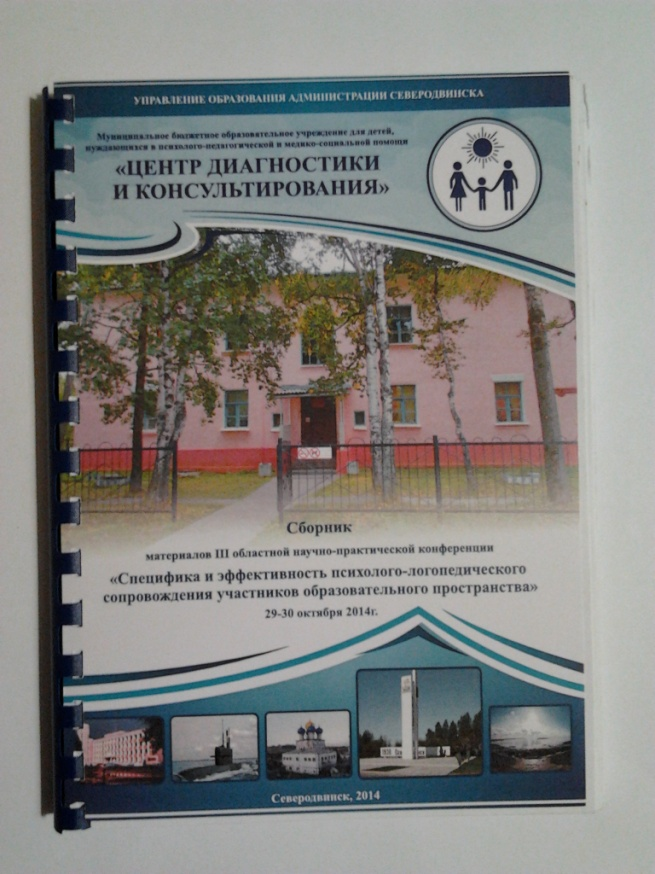 УПРАВЛЕНИЕ ОБРАЗОВАНИЯ АДМИНИСТРАЦИИ СЕВЕРОДВИНСКА
Муниципальное бюджетное образовательное учреждение для детей,
нуждающихся в психолого-педагогической и медико-социальной помощи
«ЦЕНТР ДИАГНОСТИКИ
И КОНСУЛЬТИРОВАНИЯ»
Сборник
материалов III областной научно-практической конференции
«Специфика и эффективность психолого-логопедического
сопровождения участников образовательного пространства»
29-30 октября 2014г.
Северодвинск, 2014